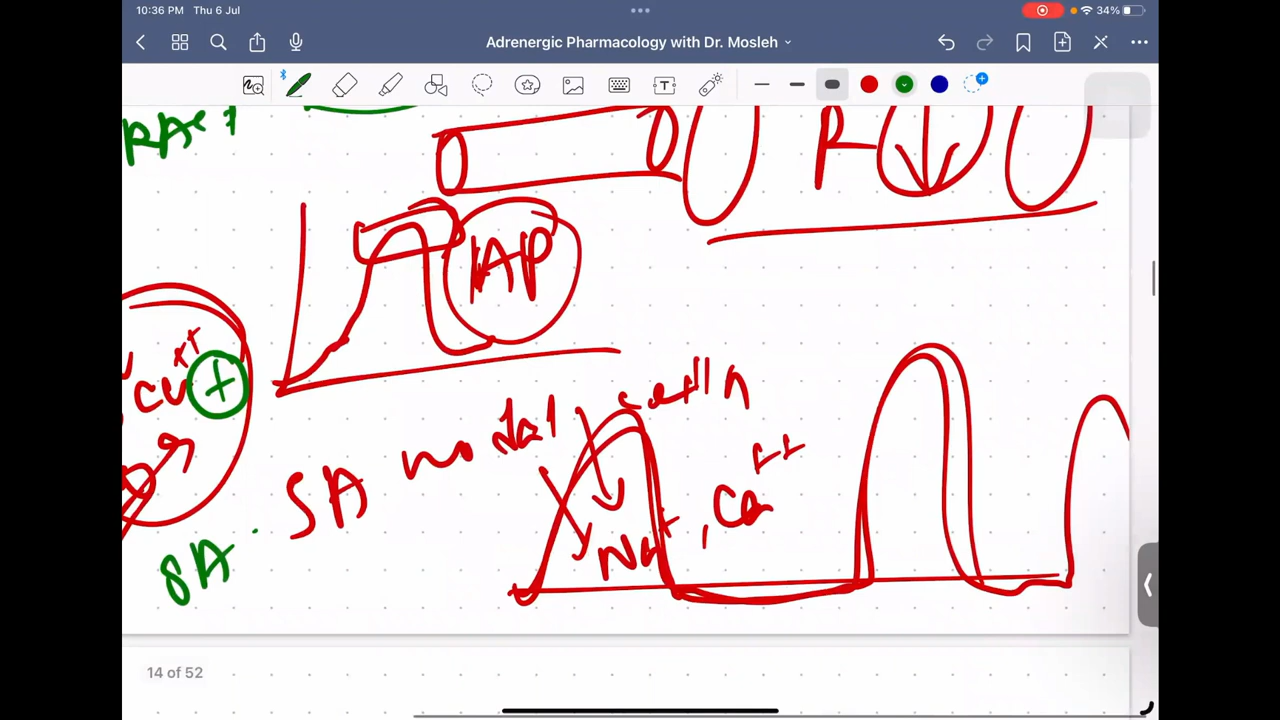 10:36 PM Thu 6 Jul
34%
Adrenergic Pharmacology with Dr. Mosleh
R
AP
++
+
SA nodal cell
Na+, Ca++
SA
14 of 52